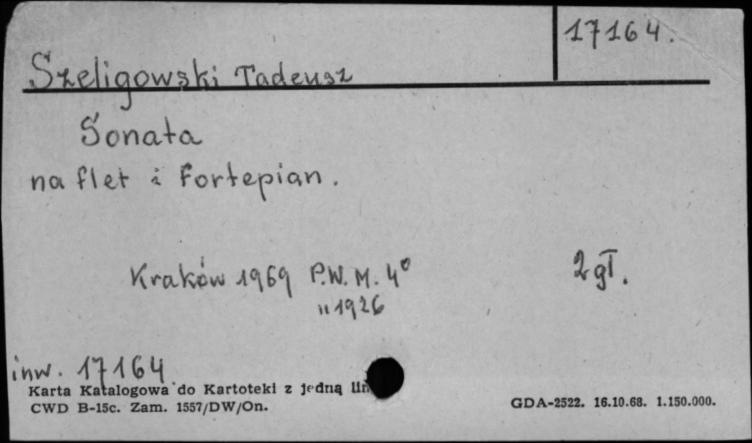 17164.
Szeligowski Tadeusz
Sonata
na flet i fortepian.
Kraków 1969 P.W.M. 4° 2 gł.
" 1926
inw. 17164
Karta Katalogowa do Kartoteki z jedną
CWD B-15c. Zam. 1557/DW/On.
GDA-2522. 16.10.68. 1.150.000.